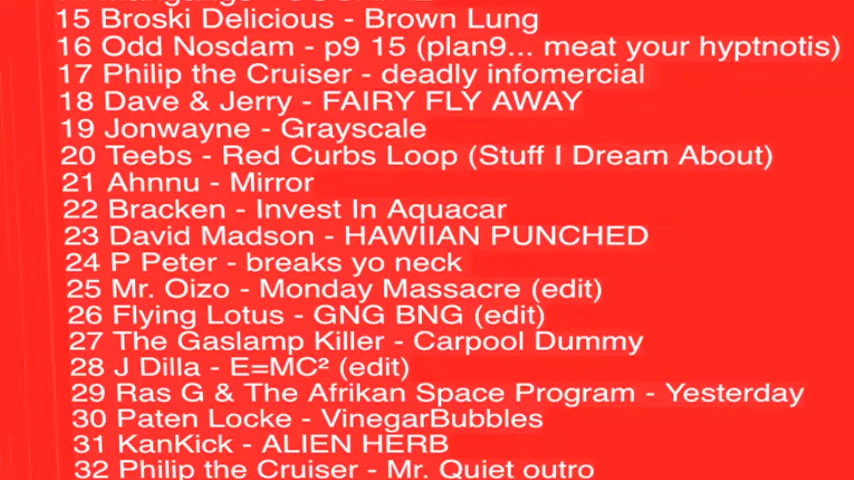 15 Broski Delicious - Brown Lung
16 Odd Nosdam - p9 15 (plan9... meat your hyptnotis)
17 Philip the Cruiser - deadly infomercial
18 Dave & Jerry - FAIRY FLY AWAY
19 Jonwayne - Grayscale
20 Teebs - Red Curbs Loop (Stuff I Dream About)
21 Ahnnu - Mirror
22 Bracken - Invest In Aquacar
23 David Madson - HAWIIAN PUNCHED
24 P Peter - breaks yo neck
25 Mr. Oizo - Monday Massacre (edit)
26 Flying Lotus - GNG BNG (edit)
27 The Gaslamp Killer - Carpool Dummy
28 J Dilla - E=MC² (edit)
29 Ras G & The Afrikan Space Program - Yesterday
30 Paten Locke - VinegarBubbles
31 KanKick - ALIEN HERB
32 Philip the Cruiser - Mr. Quiet outro